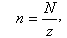 n = N/z,